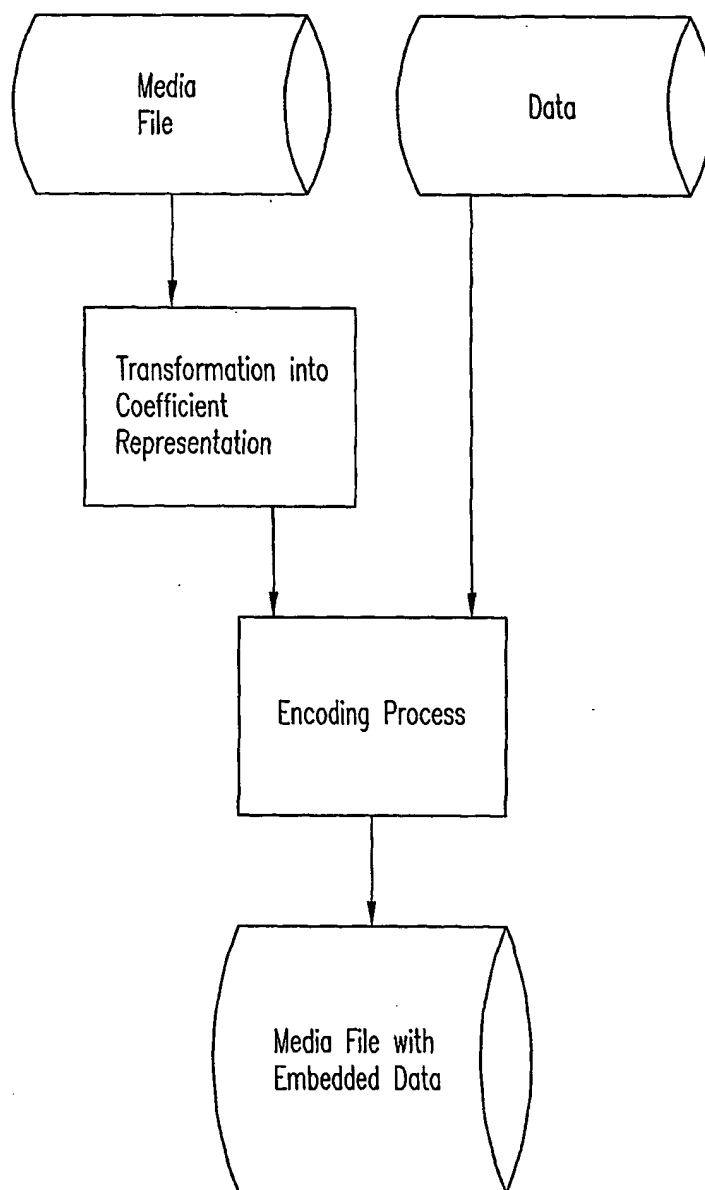 Media
File
Data
Transformation into
Coefficient
Representation
Encoding Process
Media File with
Embedded Data